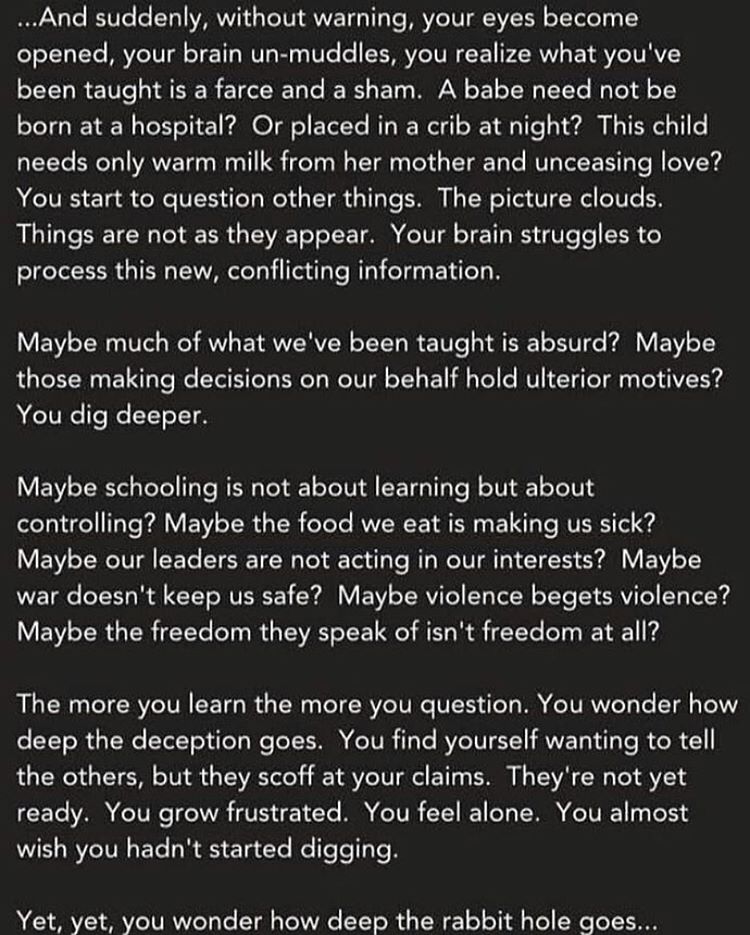 ...And suddenly, without warning, your eyes become
opened, your brain un-muddles, you realize what you've
been taught is a farce and a sham.  A babe need not be
born at a hospital?  Or placed in a crib at night?  This child
needs only warm milk from her mother and unceasing love?
You start to question other things.  The picture clouds.
Things are not as they appear.  Your brain struggles to
process this new, conflicting information.
Maybe much of what we've been taught is absurd?  Maybe
those making decisions on our behalf hold ulterior motives?
You dig deeper.
Maybe schooling is not about learning but about
controlling? Maybe the food we eat is making us sick?
Maybe our leaders are not acting in our interests?  Maybe
war doesn't keep us safe?  Maybe violence begets violence?
Maybe the freedom they speak of isn't freedom at all?
The more you learn the more you question. You wonder how
deep the deception goes.  You find yourself wanting to tell
the others, but they scoff at your claims.  They're not yet
ready.  You grow frustrated.  You feel alone.  You almost
wish you hadn't started digging.
Yet, yet, you wonder how deep the rabbit hole goes...